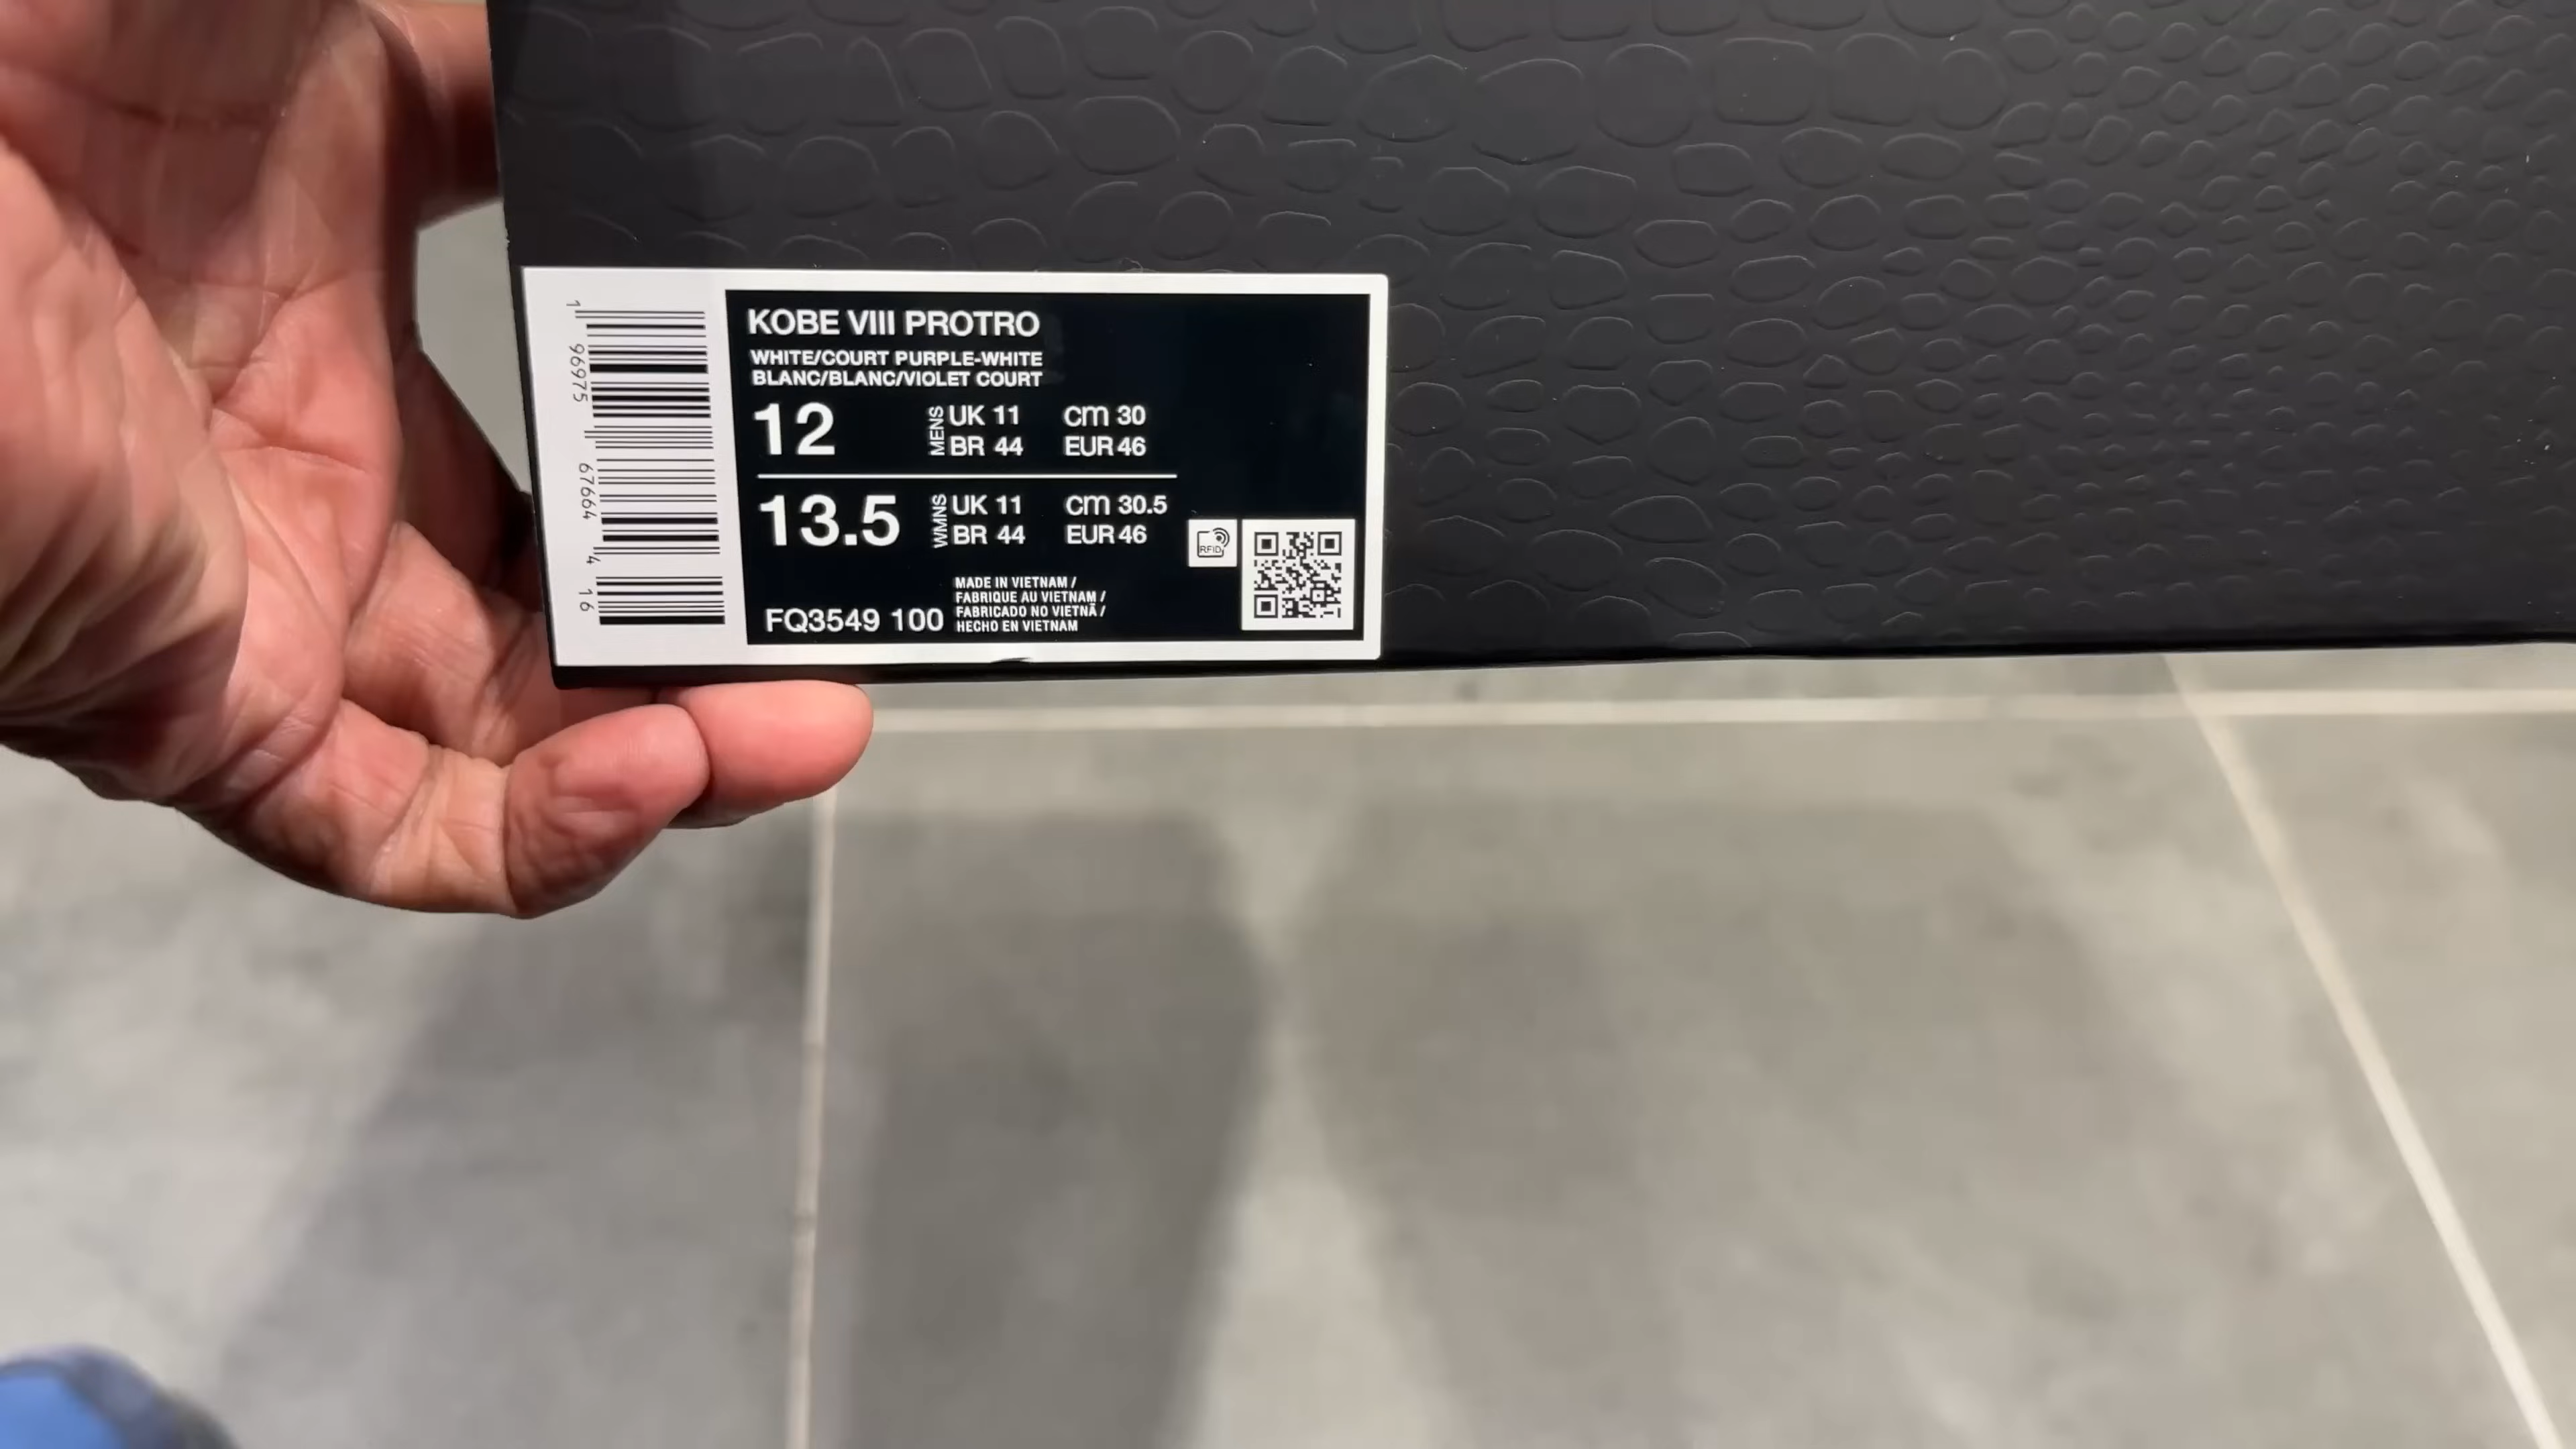 1
96975
67664
4
16
KOBE VIII PROTRO
WHITE/COURT PURPLE-WHITE
BLANC/BLANC/VIOLET COURT
12 MENS UK 11 cm 30
BR 44 EUR 46
13.5 WMNS UK 11 cm 30.5
BR 44 EUR 46
RFID
FQ3549 100
MADE IN VIETNAM /
FABRIQUE AU VIETNAM /
FABRICADO NO VIETNÃ /
HECHO EN VIETNAM